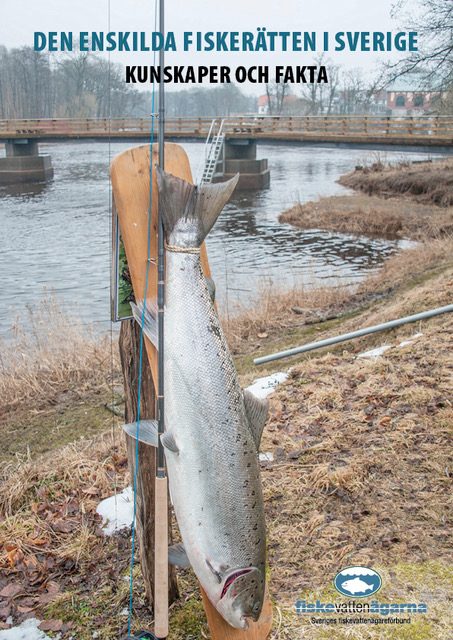 DEN ENSKILDA FISKERÄTTEN I SVERIGE
KUNSKAPER OCH FAKTA
fiskevattenägarna
Sveriges fiskevattenägareförbund